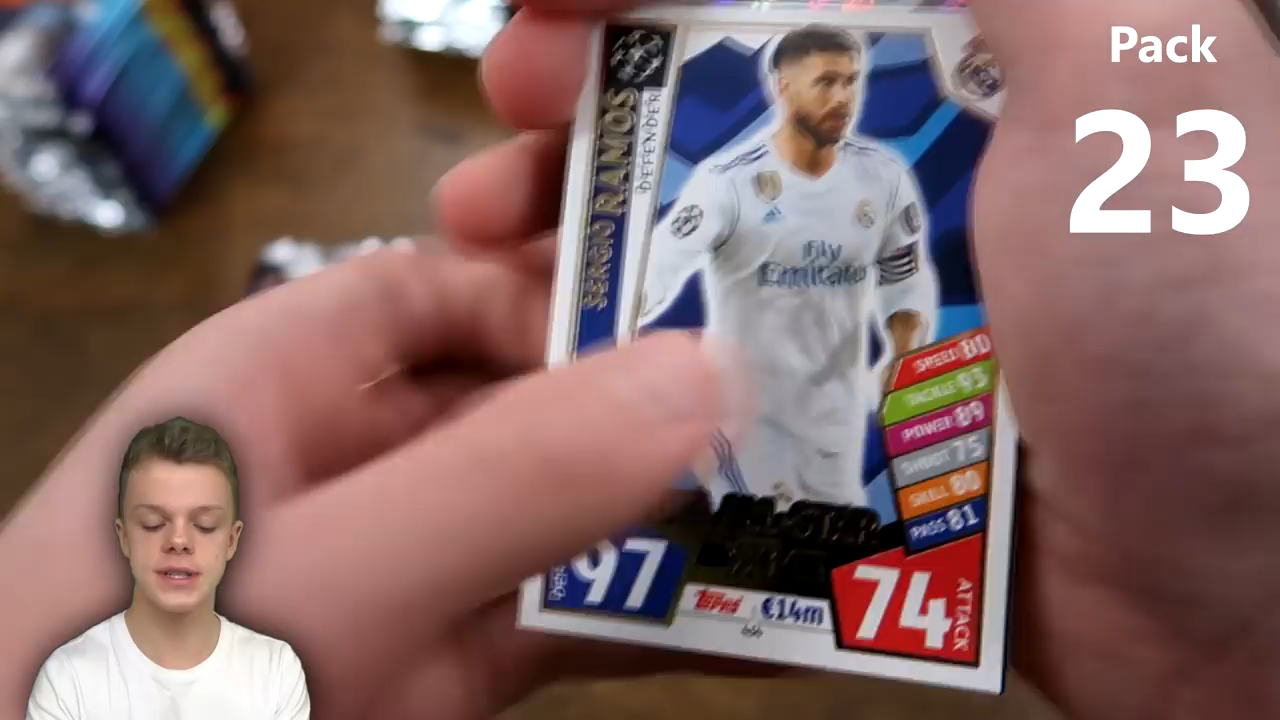 Pack
23
SERGIO RAMOS
DEFENDER
Fly
Emirates
SPEED 80
TACKLE 93
POWER 89
SHOOT 75
SKILL 80
PASS 81
97
Topps
€14m
74
ATTACK